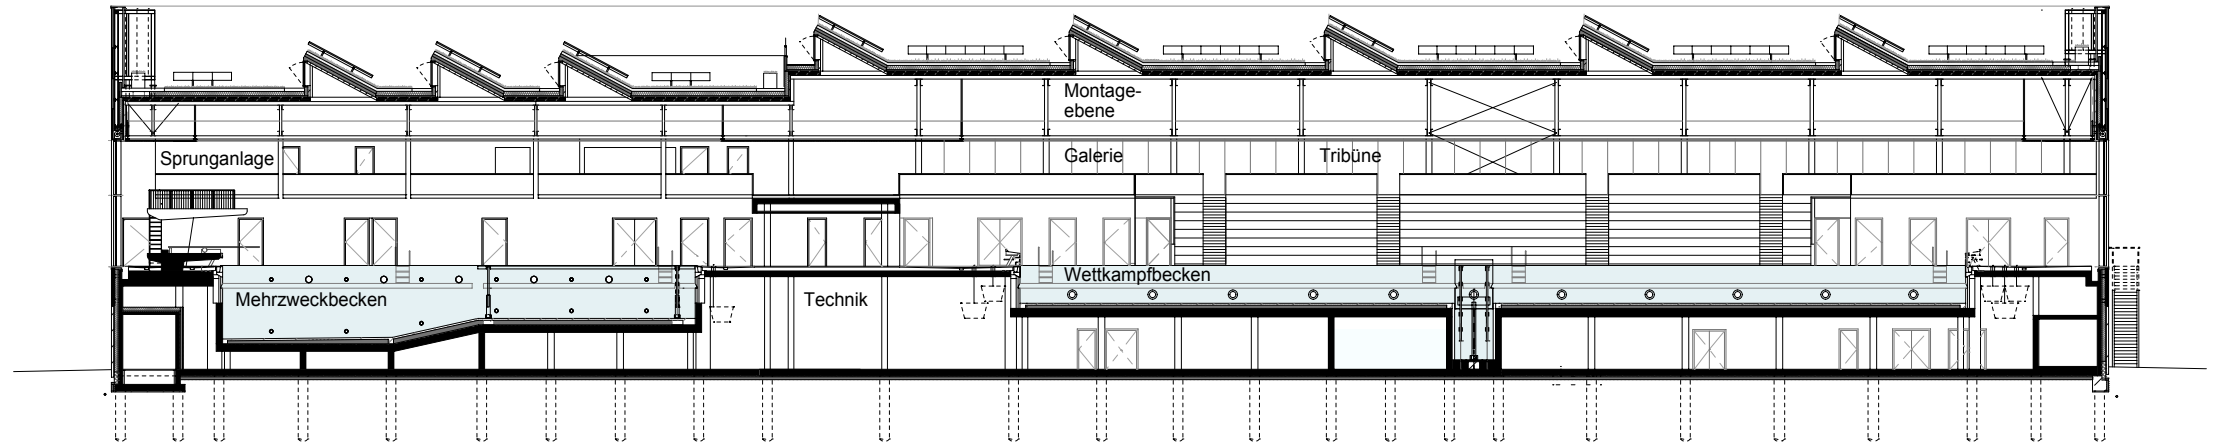 Montage-
ebene
Sprunganlage
Galerie
Tribüne
Mehrzweckbecken
Technik
Wettkampfbecken